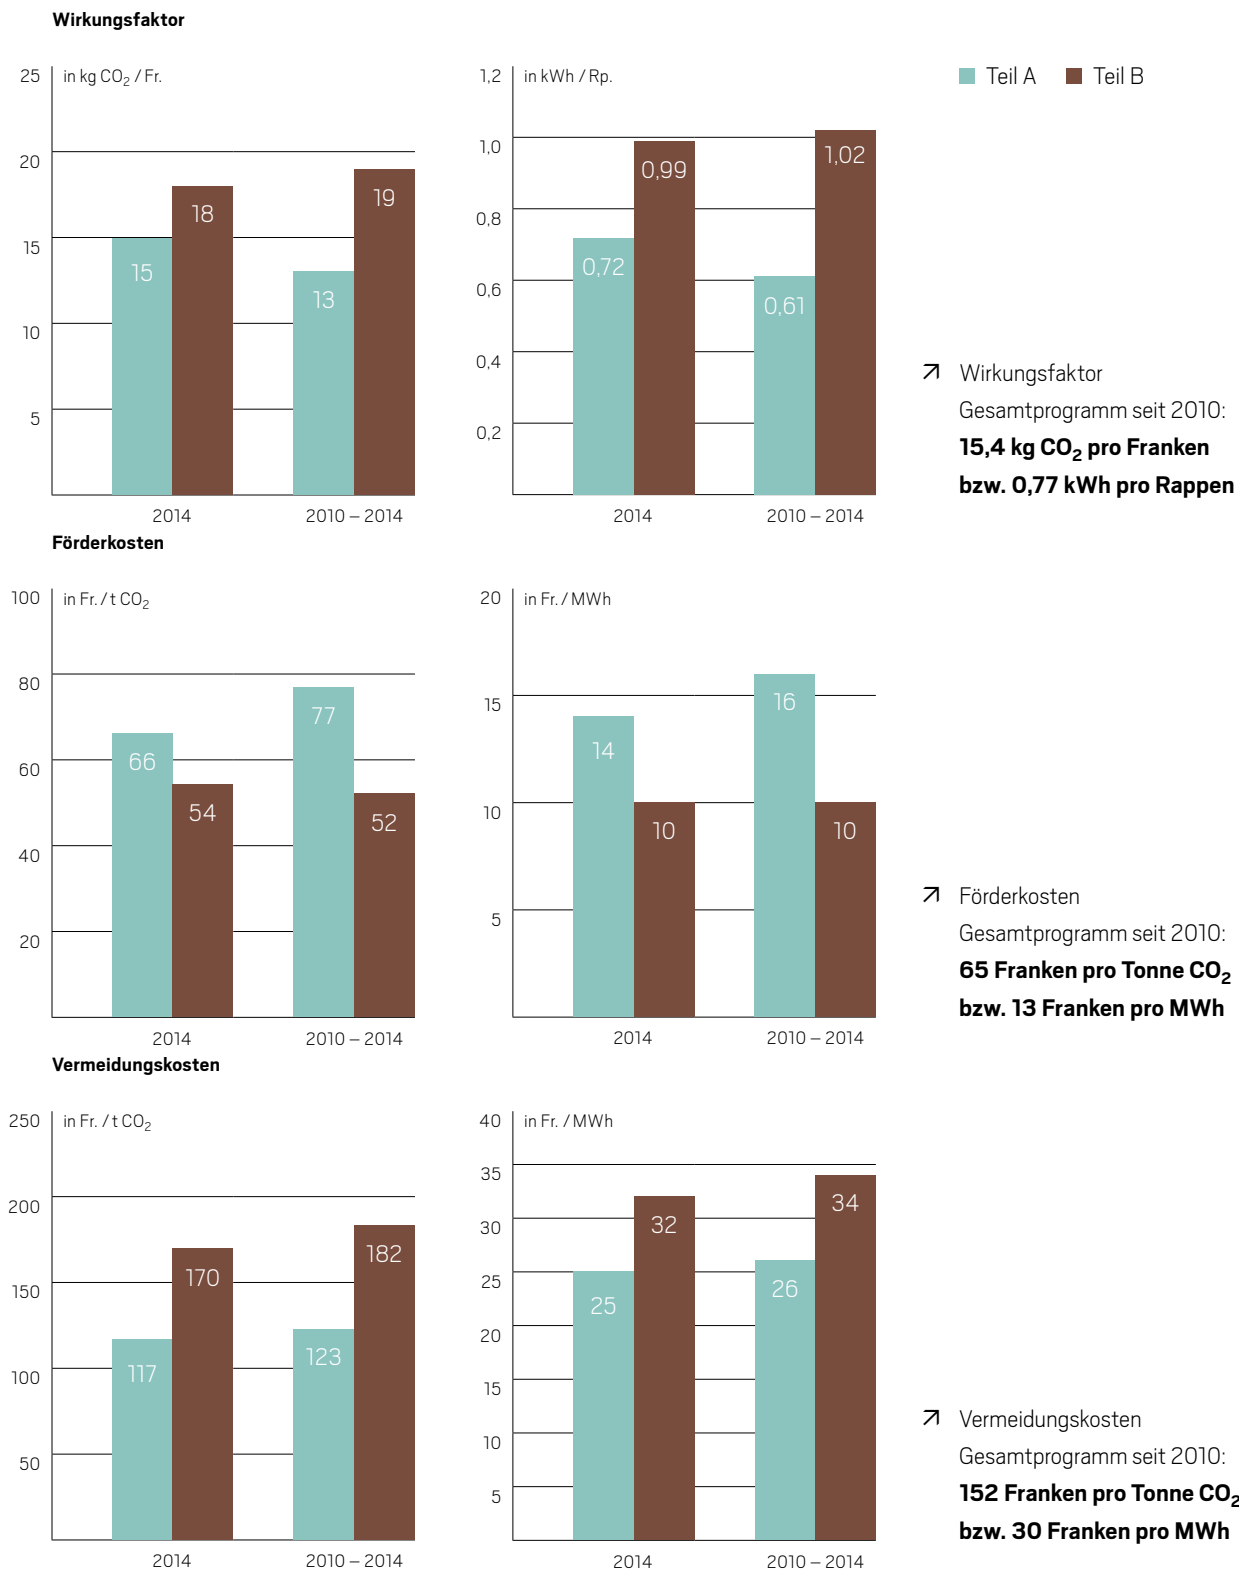 Wirkungsfaktor
25 in kg CO₂ / Fr.
20
15
10
5
15
18
13
19
2014
2010 – 2014
1,2 in kWh / Rp.
1,0
0,8
0,6
0,4
0,2
0,72
0,99
0,61
1,02
2014
2010 – 2014
Teil A Teil B
Wirkungsfaktor
Gesamtprogramm seit 2010:
15,4 kg CO₂ pro Franken
bzw. 0,77 kWh pro Rappen
Förderkosten
100 in Fr. / t CO₂
80
60
40
20
66
54
77
52
2014
2010 – 2014
20 in Fr. / MWh
15
10
5
14
10
16
10
2014
2010 – 2014
Förderkosten
Gesamtprogramm seit 2010:
65 Franken pro Tonne CO₂
bzw. 13 Franken pro MWh
Vermeidungskosten
250 in Fr. / t CO₂
200
150
100
50
117
170
123
182
2014
2010 – 2014
40 in Fr. / MWh
35
30
25
20
15
10
5
25
32
26
34
2014
2010 – 2014
Vermeidungskosten
Gesamtprogramm seit 2010:
152 Franken pro Tonne CO₂
bzw. 30 Franken pro MWh